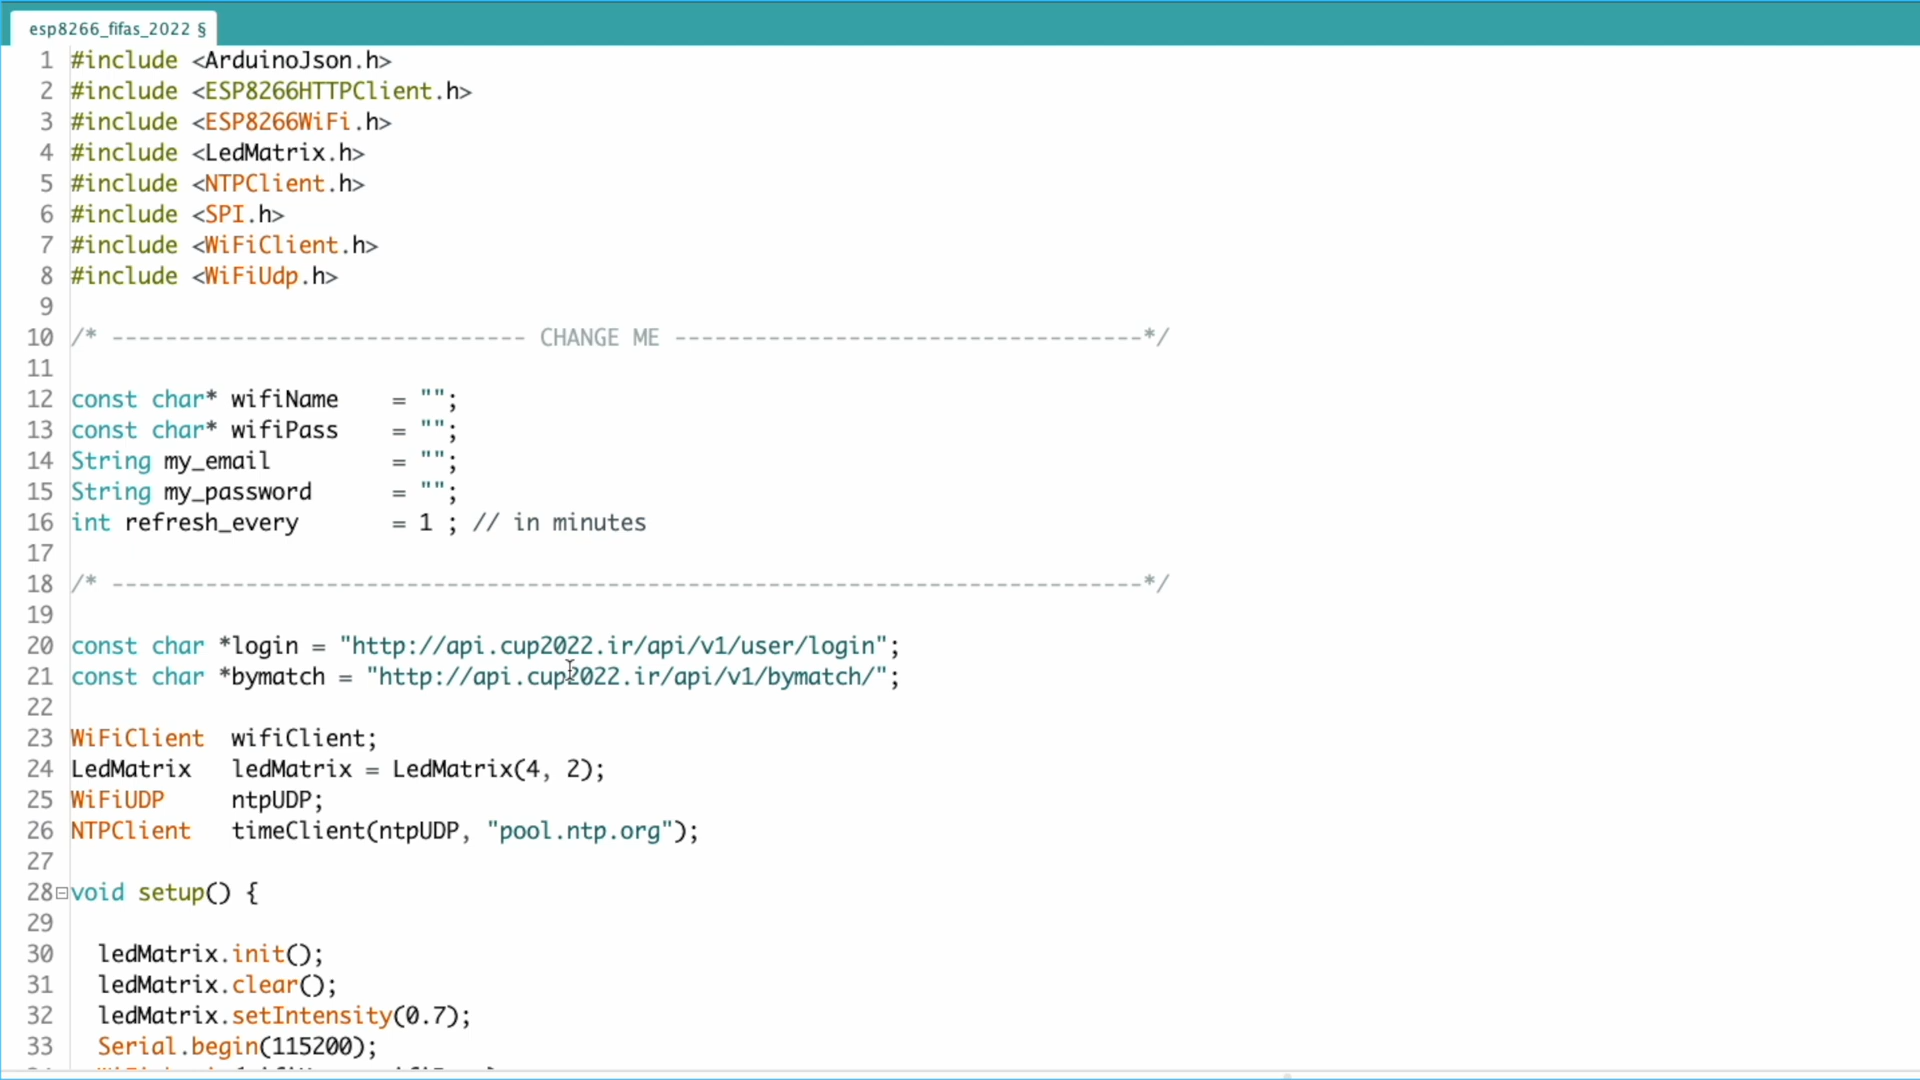 esp8266_fifas_2022 §
1 #include <ArduinoJson.h>
2 #include <ESP8266HTTPClient.h>
3 #include <ESP8266WiFi.h>
4 #include <LedMatrix.h>
5 #include <NTPClient.h>
6 #include <SPI.h>
7 #include <WiFiClient.h>
8 #include <WiFiUdp.h>
9
10 /* ------------------------------- CHANGE ME -----------------------------------*/
11
12 const char* wifiName    = "";
13 const char* wifiPass    = "";
14 String my_email         = "";
15 String my_password      = "";
16 int refresh_every       = 1 ; // in minutes
17
18 /* -----------------------------------------------------------------------------*/
19
20 const char *login = "http://api.cup2022.ir/api/v1/user/login";
21 const char *bymatch = "http://api.cup2022.ir/api/v1/bymatch/";
22
23 WiFiClient  wifiClient;
24 LedMatrix   ledMatrix = LedMatrix(4, 2);
25 WiFiUDP     ntpUDP;
26 NTPClient   timeClient(ntpUDP, "pool.ntp.org");
27
28 void setup() {
29
30   ledMatrix.init();
31   ledMatrix.clear();
32   ledMatrix.setIntensity(0.7);
33   Serial.begin(115200);